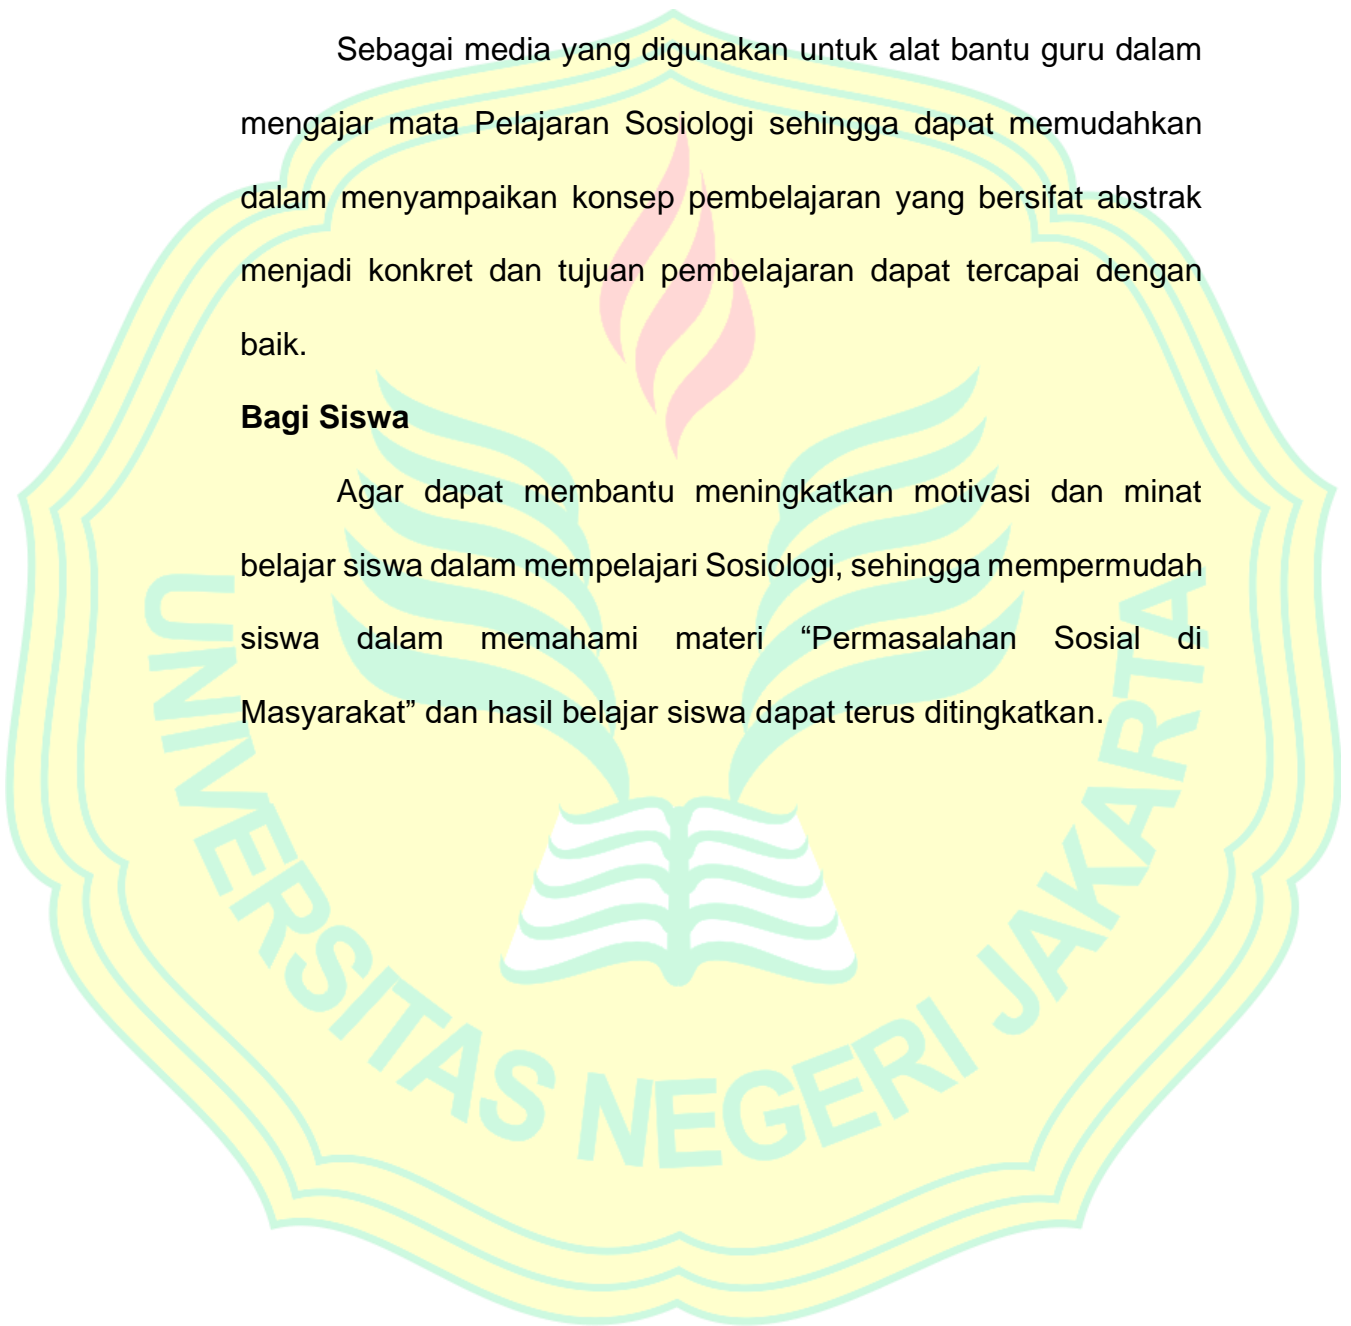 Sebagai media yang digunakan untuk alat bantu guru dalam
mengajar mata Pelajaran Sosiologi sehingga dapat memudahkan
dalam menyampaikan konsep pembelajaran yang bersifat abstrak
menjadi konkret dan tujuan pembelajaran dapat tercapai dengan
baik.
Bagi Siswa
Agar dapat membantu meningkatkan motivasi dan minat
belajar siswa dalam mempelajari Sosiologi, sehingga mempermudah
siswa dalam memahami materi “Permasalahan Sosial di
Masyarakat” dan hasil belajar siswa dapat terus ditingkatkan.
UNIVERSITAS NEGERI JAKARTA